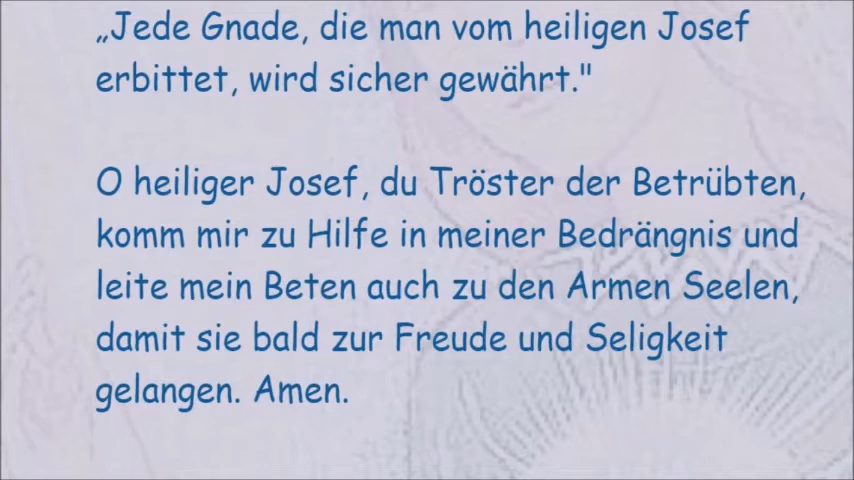 „Jede Gnade, die man vom heiligen Josef
erbittet, wird sicher gewährt."
O heiliger Josef, du Tröster der Betrübten,
komm mir zu Hilfe in meiner Bedrängnis und
leite mein Beten auch zu den Armen Seelen,
damit sie bald zur Freude und Seligkeit
gelangen. Amen.